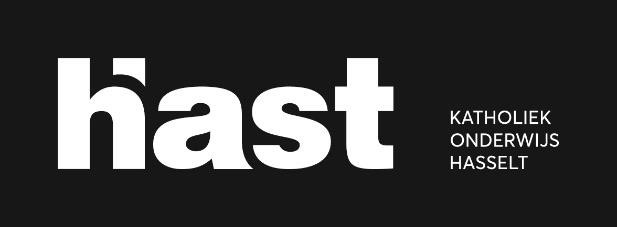 hast
KATHOLIEK
ONDERWIJS
HASSELT